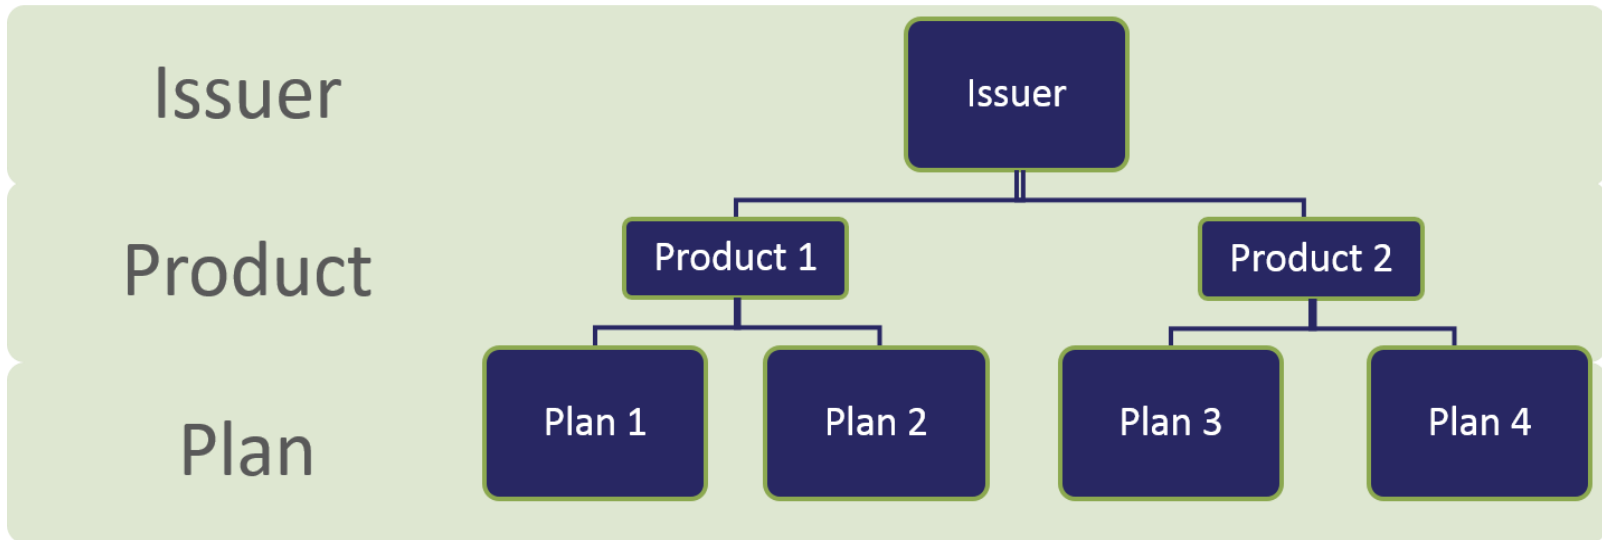 Issuer
Issuer
Product
Product 1
Product 2
Plan
Plan 1
Plan 2
Plan 3
Plan 4